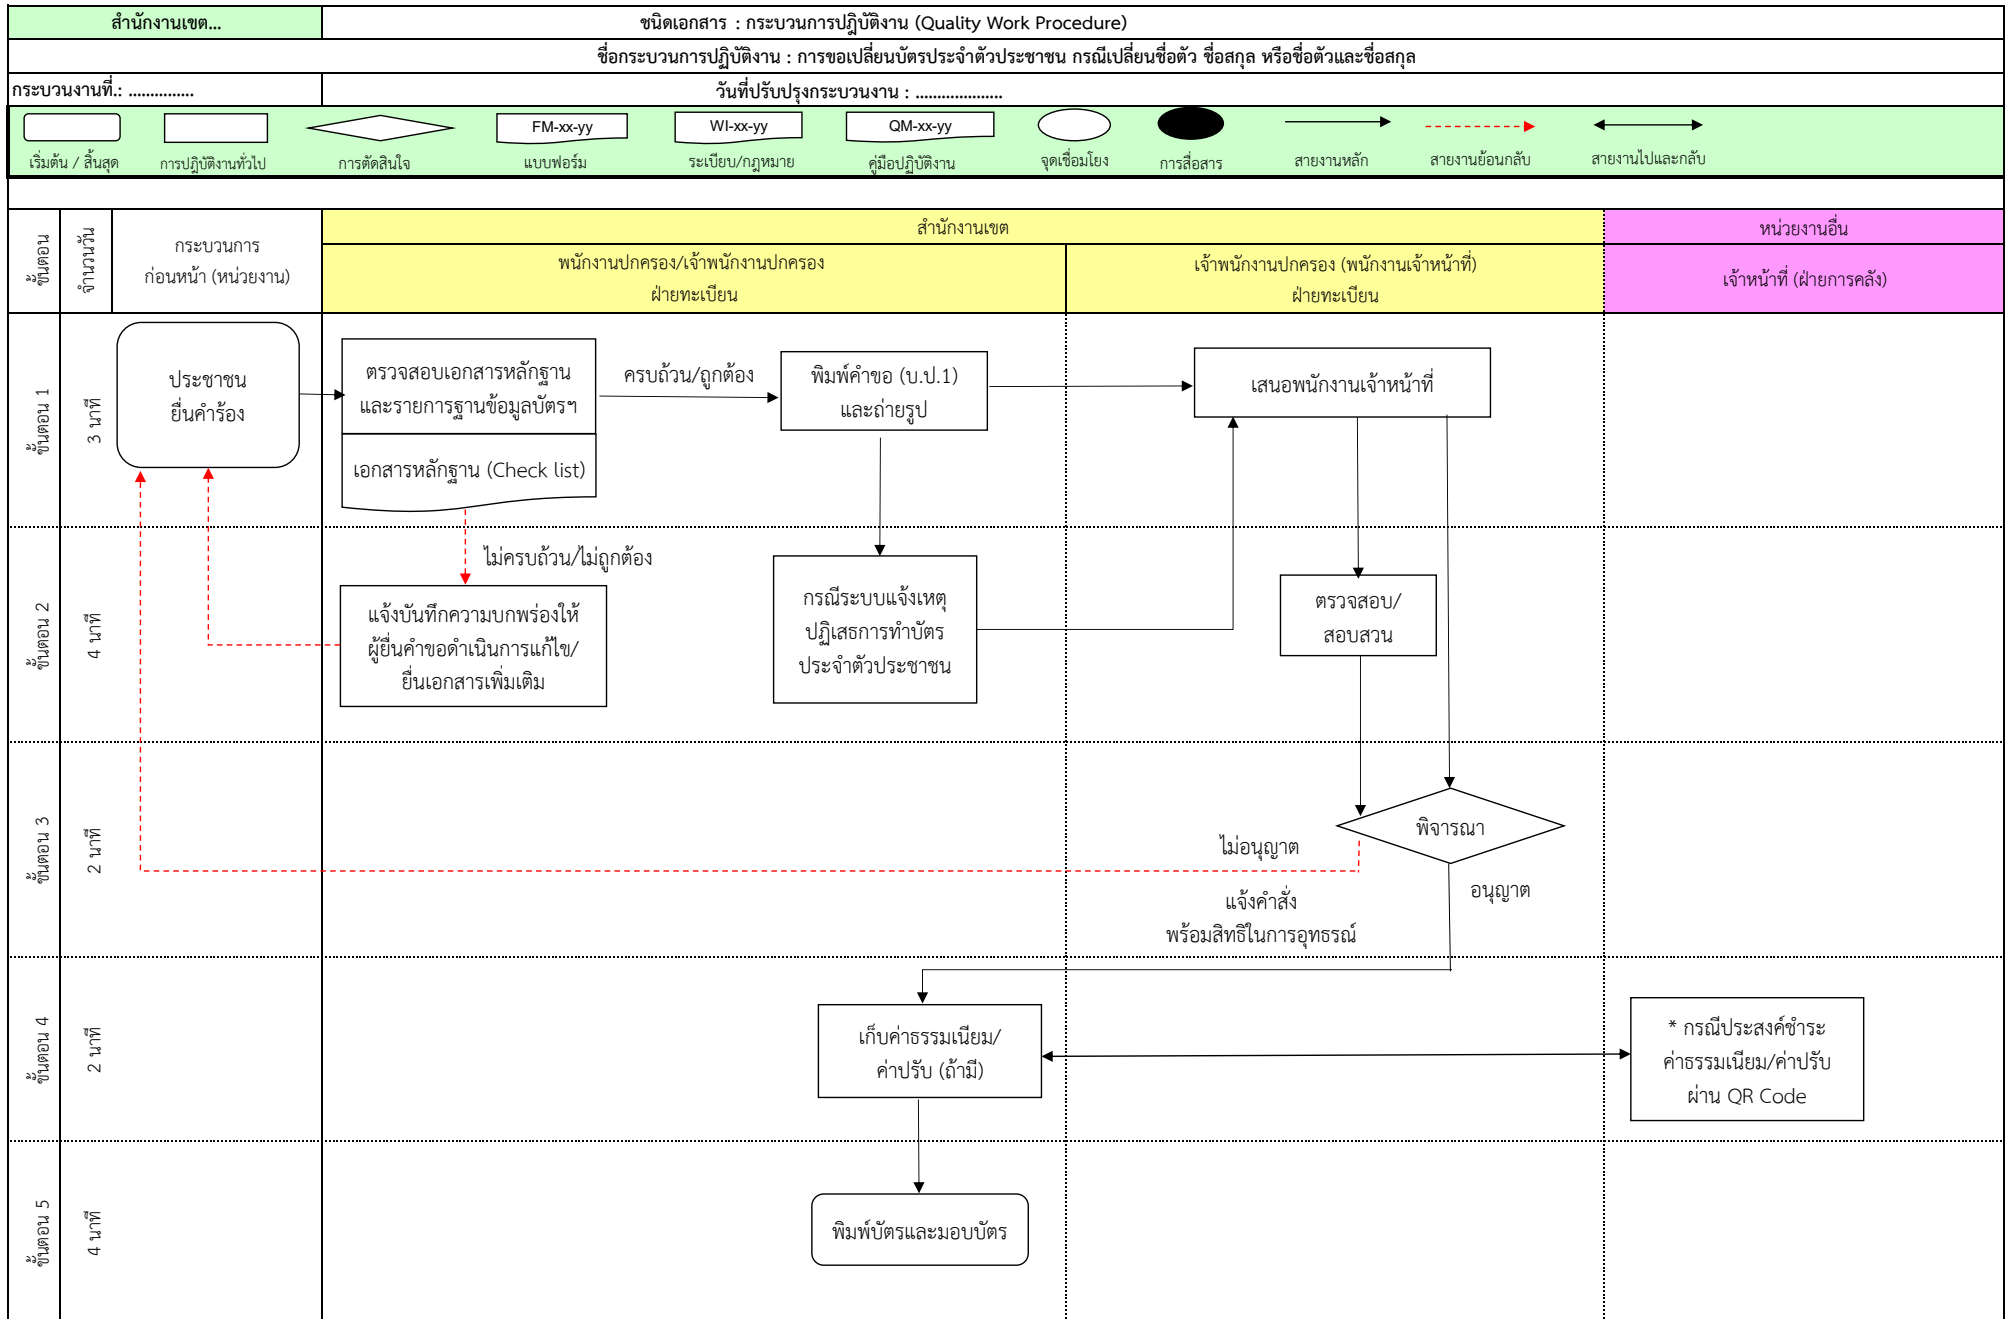 สำนักงานเขต...
ชนิดเอกสาร : กระบวนการปฏิบัติงาน (Quality Work Procedure)
ชื่อกระบวนการปฏิบัติงาน : การขอเปลี่ยนบัตรประจำตัวประชาชน กรณีเปลี่ยนชื่อตัว ชื่อสกุล หรือชื่อตัวและชื่อสกุล
กระบวนงานที่.: ...............
วันที่ปรับปรุงกระบวนงาน : ....................
FM-xx-yy
WI-xx-yy
QM-xx-yy
เริ่มต้น / สิ้นสุด
การปฏิบัติงานทั่วไป
การตัดสินใจ
แบบฟอร์ม
ระเบียบ/กฎหมาย
คู่มือปฏิบัติงาน
จุดเชื่อมโยง
การสื่อสาร
สายงานหลัก
สายงานย้อนกลับ
สายงานไปและกลับ
ขั้นตอน
จำนวนวัน
กระบวนการ
ก่อนหน้า (หน่วยงาน)
สำนักงานเขต
หน่วยงานอื่น
พนักงานปกครอง/เจ้าพนักงานปกครอง
ฝ่ายทะเบียน
เจ้าพนักงานปกครอง (พนักงานเจ้าหน้าที่)
ฝ่ายทะเบียน
เจ้าหน้าที่ (ฝ่ายการคลัง)
ขั้นตอน 1
3 นาที
ประชาชน
ยื่นคำร้อง
ตรวจสอบเอกสารหลักฐาน
และรายการฐานข้อมูลบัตรฯ
เอกสารหลักฐาน (Check list)
ครบถ้วน/ถูกต้อง
พิมพ์คำขอ (บ.ป.1)
และถ่ายรูป
เสนอพนักงานเจ้าหน้าที่
ขั้นตอน 2
4 นาที
ไม่ครบถ้วน/ไม่ถูกต้อง
แจ้งบันทึกความบกพร่องให้
ผู้ยื่นคำขอดำเนินการแก้ไข/
ยื่นเอกสารเพิ่มเติม
กรณีระบบแจ้งเหตุ
ปฏิเสธการทำบัตร
ประจำตัวประชาชน
ตรวจสอบ/
สอบสวน
ขั้นตอน 3
2 นาที
พิจารณา
ไม่อนุญาต
อนุญาต
แจ้งคำสั่ง
พร้อมสิทธิในการอุทธรณ์
ขั้นตอน 4
2 นาที
เก็บค่าธรรมเนียม/
ค่าปรับ (ถ้ามี)
* กรณีประสงค์ชำระ
ค่าธรรมเนียม/ค่าปรับ
ผ่าน QR Code
ขั้นตอน 5
4 นาที
พิมพ์บัตรและมอบบัตร